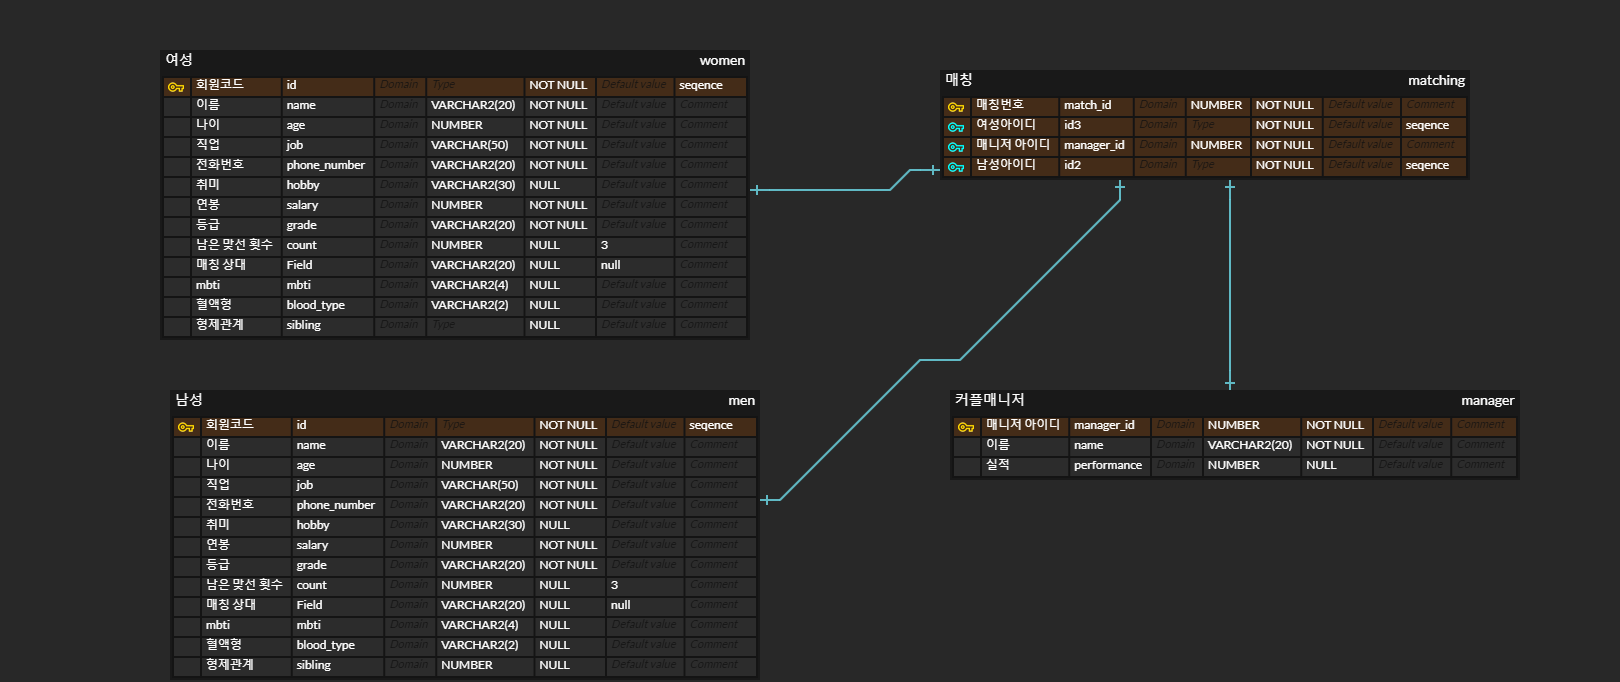 여성 women
회원코드 id Domain Type NOT NULL Default value seqence
이름 name Domain VARCHAR2(20) NOT NULL Default value Comment
나이 age Domain NUMBER NOT NULL Default value Comment
직업 job Domain VARCHAR(50) NOT NULL Default value Comment
전화번호 phone_number Domain VARCHAR2(20) NOT NULL Default value Comment
취미 hobby Domain VARCHAR2(30) NULL Default value Comment
연봉 salary Domain NUMBER NOT NULL Default value Comment
등급 grade Domain VARCHAR2(20) NOT NULL Default value Comment
남은 맞선 횟수 count Domain NUMBER NULL 3 Comment
매칭 상대 Field Domain VARCHAR2(20) NULL null Comment
mbti mbti Domain VARCHAR2(4) NULL Default value Comment
혈액형 blood_type Domain VARCHAR2(2) NULL Default value Comment
형제관계 sibling Domain Type NULL Default value Comment
매칭 matching
매칭번호 match_id Domain NUMBER NOT NULL Default value Comment
여성아이디 id3 Domain Type NOT NULL Default value seqence
매니저 아이디 manager_id Domain NUMBER NOT NULL Default value Comment
남성아이디 id2 Domain Type NOT NULL Default value seqence
남성 men
회원코드 id Domain Type NOT NULL Default value seqence
이름 name Domain VARCHAR2(20) NOT NULL Default value Comment
나이 age Domain NUMBER NOT NULL Default value Comment
직업 job Domain VARCHAR(50) NOT NULL Default value Comment
전화번호 phone_number Domain VARCHAR2(20) NOT NULL Default value Comment
취미 hobby Domain VARCHAR2(30) NULL Default value Comment
연봉 salary Domain NUMBER NOT NULL Default value Comment
등급 grade Domain VARCHAR2(20) NOT NULL Default value Comment
남은 맞선 횟수 count Domain NUMBER NULL 3 Comment
매칭 상대 Field Domain VARCHAR2(20) NULL null Comment
mbti mbti Domain VARCHAR2(4) NULL Default value Comment
혈액형 blood_type Domain VARCHAR2(2) NULL Default value Comment
형제관계 sibling Domain NUMBER NULL Default value Comment
커플매니저 manager
매니저 아이디 manager_id Domain NUMBER NOT NULL Default value Comment
이름 name Domain VARCHAR2(20) NOT NULL Default value Comment
실적 performance Domain NUMBER NULL Default value Comment